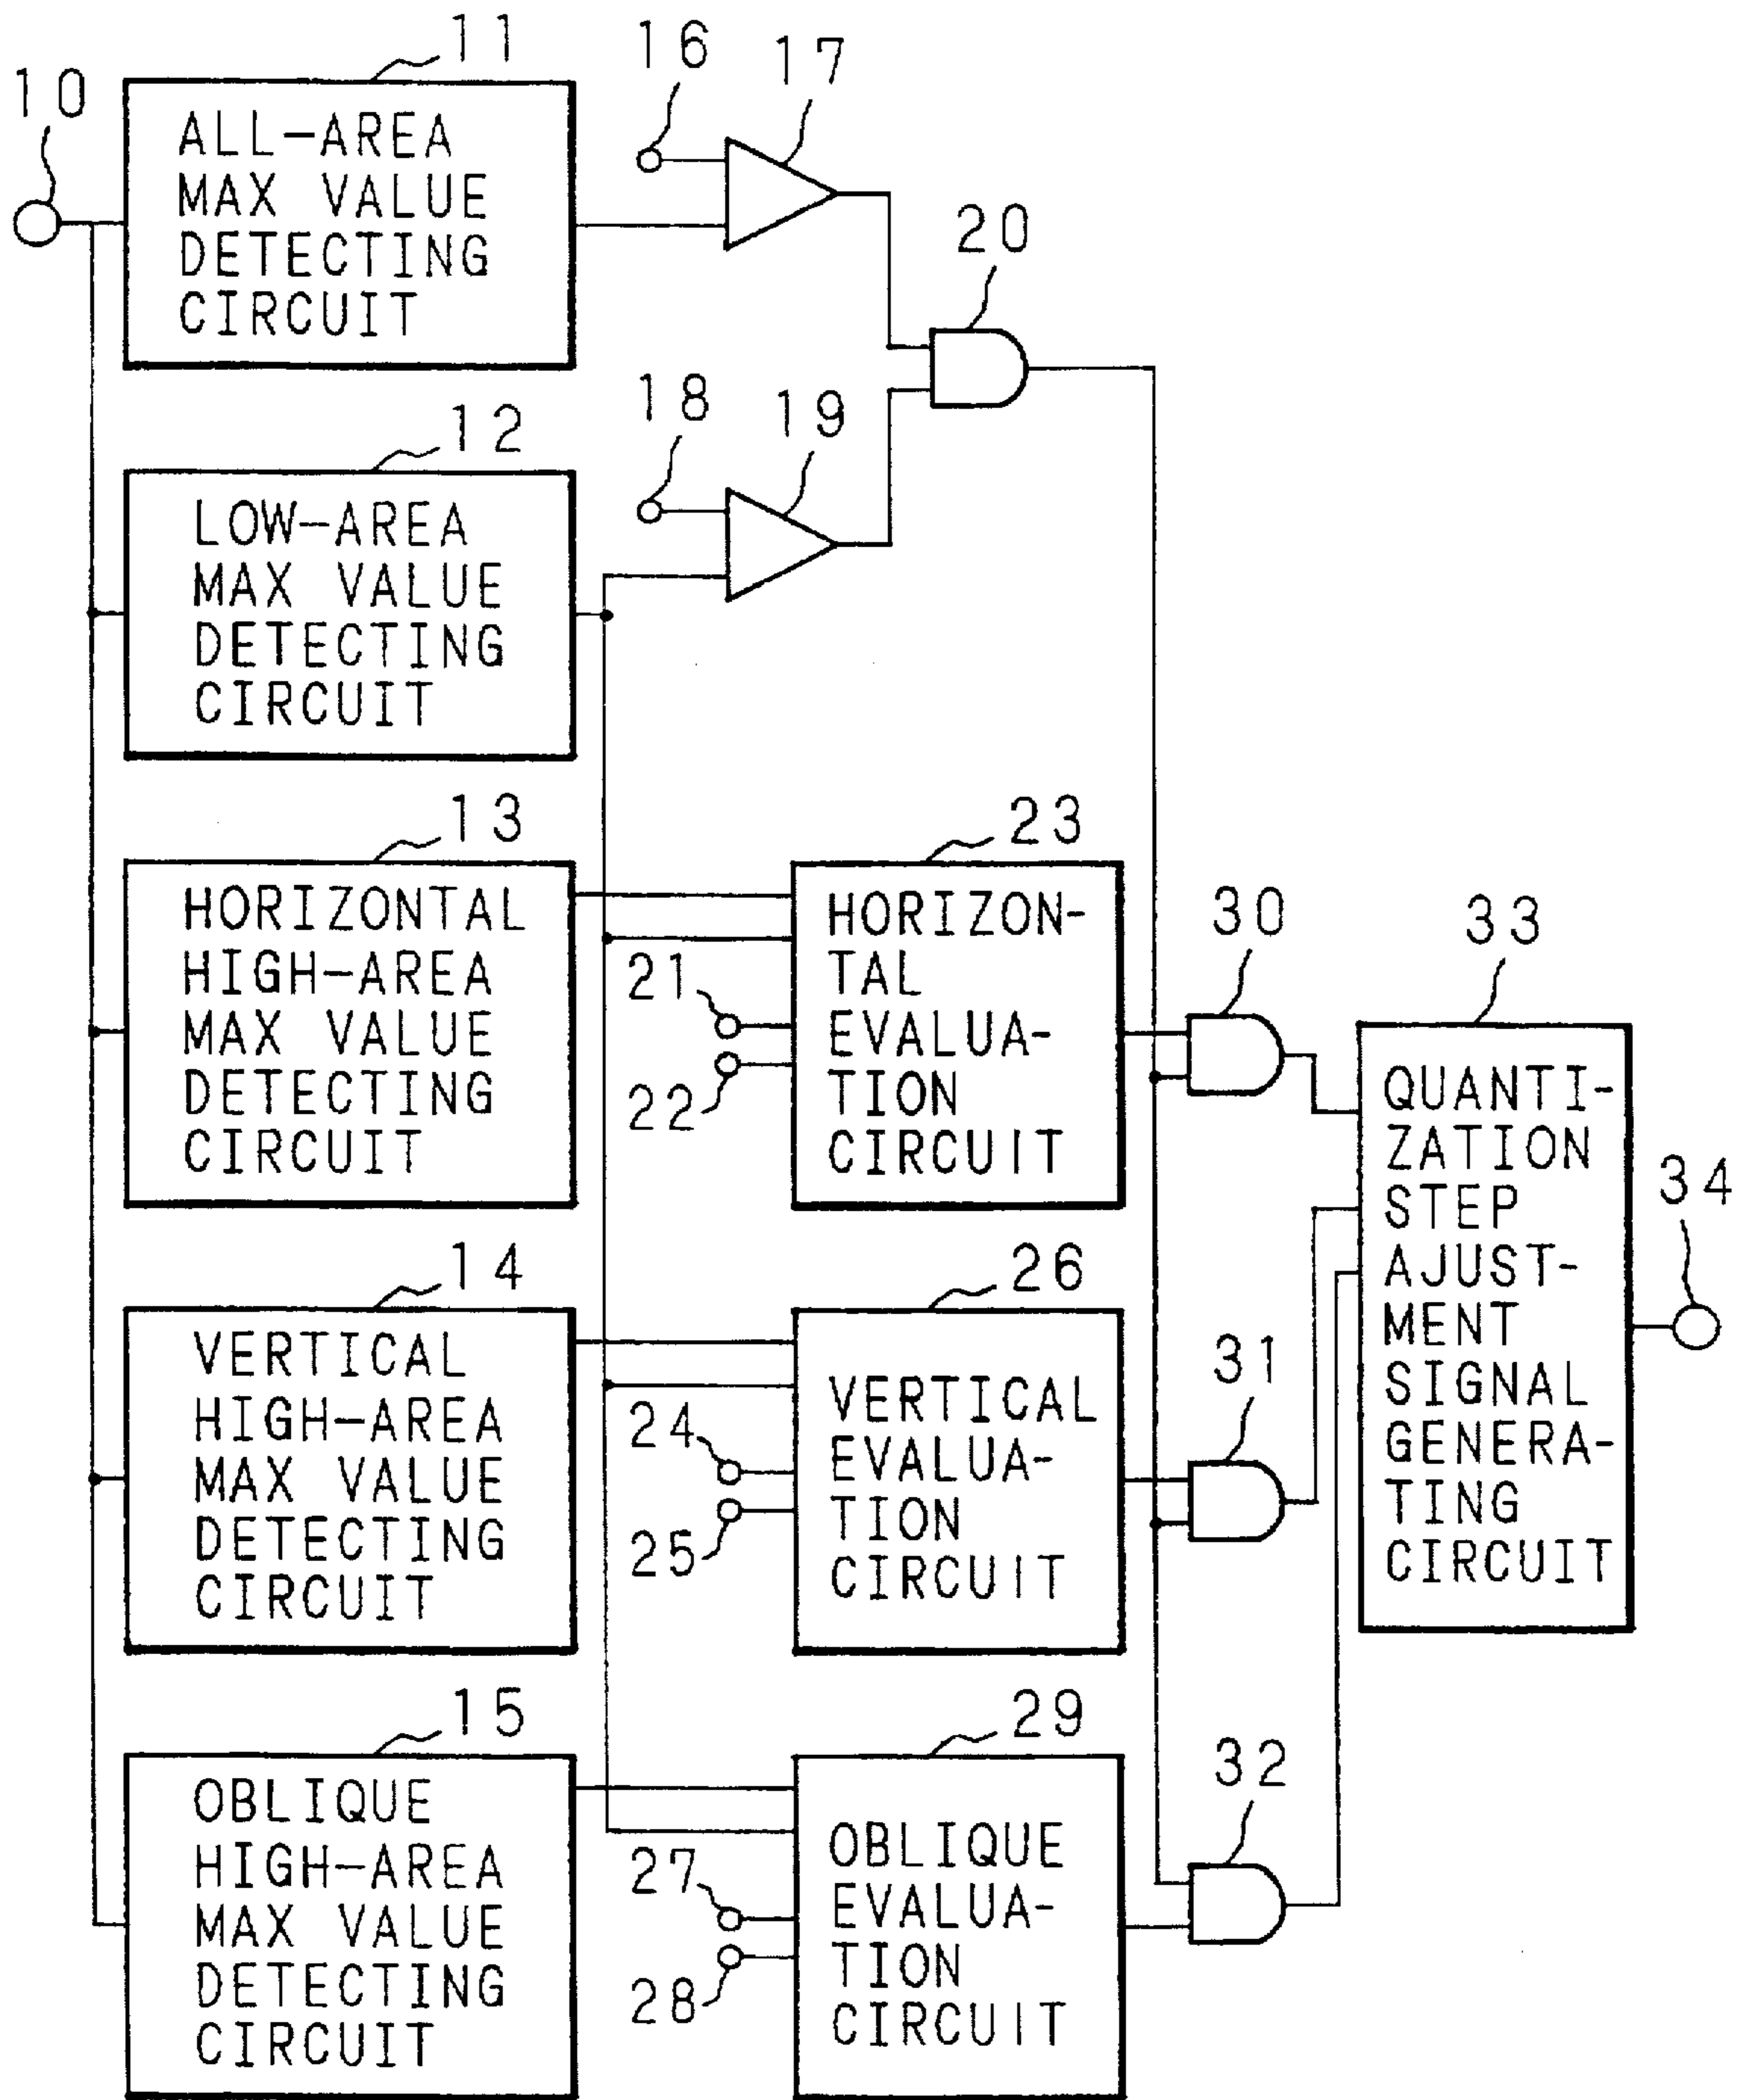 10
11
ALL-AREA
MAX VALUE
DETECTING
CIRCUIT
16
17
20
12
LOW-AREA
MAX VALUE
DETECTING
CIRCUIT
18
19
13
HORIZONTAL
HIGH-AREA
MAX VALUE
DETECTING
CIRCUIT
21
22
23
HORIZON-
TAL
EVALUA-
TION
CIRCUIT
30
14
VERTICAL
HIGH-AREA
MAX VALUE
DETECTING
CIRCUIT
24
25
26
VERTICAL
EVALUA-
TION
CIRCUIT
31
15
OBLIQUE
HIGH-AREA
MAX VALUE
DETECTING
CIRCUIT
27
28
29
OBLIQUE
EVALUA-
TION
CIRCUIT
32
33
QUANTI-
ZATION
STEP
AJUST-
MENT
SIGNAL
GENERA-
TING
CIRCUIT
34